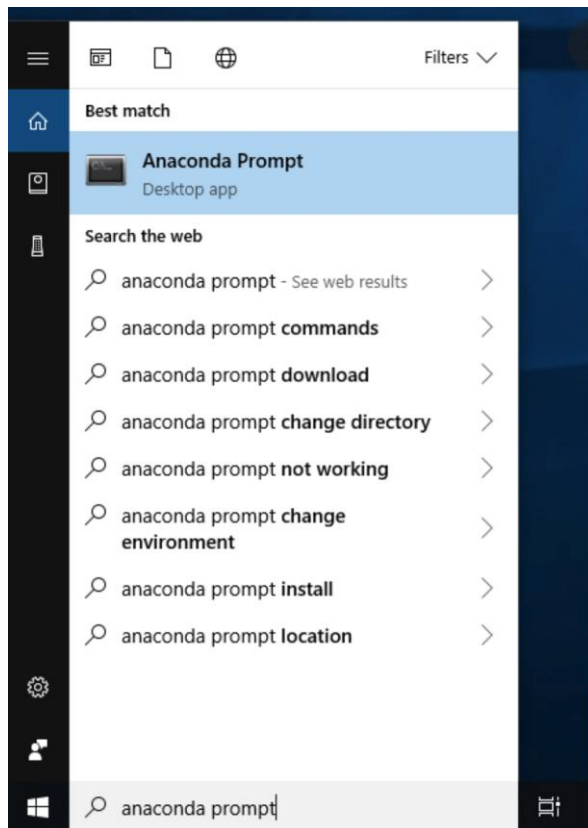 Filters
Best match
Anaconda Prompt
Desktop app
Search the web
anaconda prompt - See web results
anaconda prompt commands
anaconda prompt download
anaconda prompt change directory
anaconda prompt not working
anaconda prompt change
environment
anaconda prompt install
anaconda prompt location
anaconda prompt